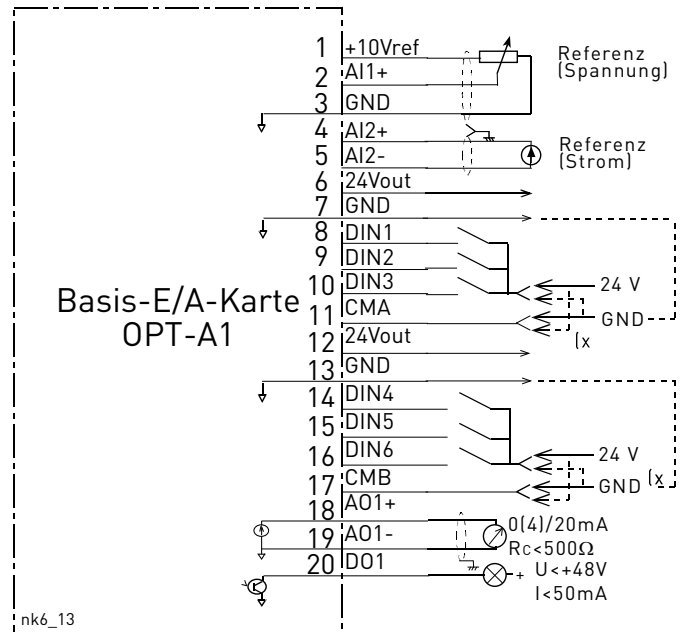 1 +10Vref
Referenz
(Spannung)
2 AI1+
3 GND
4 AI2+
Referenz
(Strom)
5 AI2-
6 24Vout
7 GND
8 DIN1
9 DIN2
10 DIN3
24 V
Basis-E/A-Karte
OPT-A1
11 CMA
GND
(x
12 24Vout
13 GND
14 DIN4
15 DIN5
16 DIN6
24 V
17 CMB
GND (x
18 AO1+
0(4)/20mA
19 AO1-
RC<500Ω
20 DO1
+ U<+48V
I<50mA
nk6_13